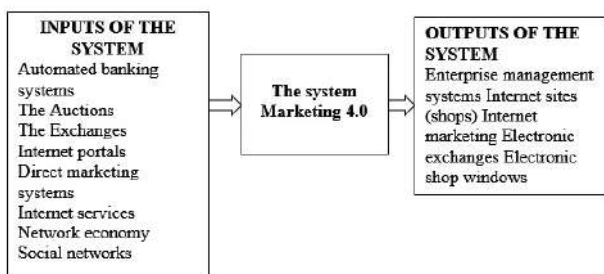 INPUTS OF THE
SYSTEM
Automated banking
systems
The Auctions
The Exchanges
Internet portals
Direct marketing
systems
Internet services
Network economy
Social networks
The system
Marketing 4.0
OUTPUTS OF THE
SYSTEM
Enterprise management
systems Internet sites
(shops) Internet
marketing Electronic
exchanges Electronic
shop windows